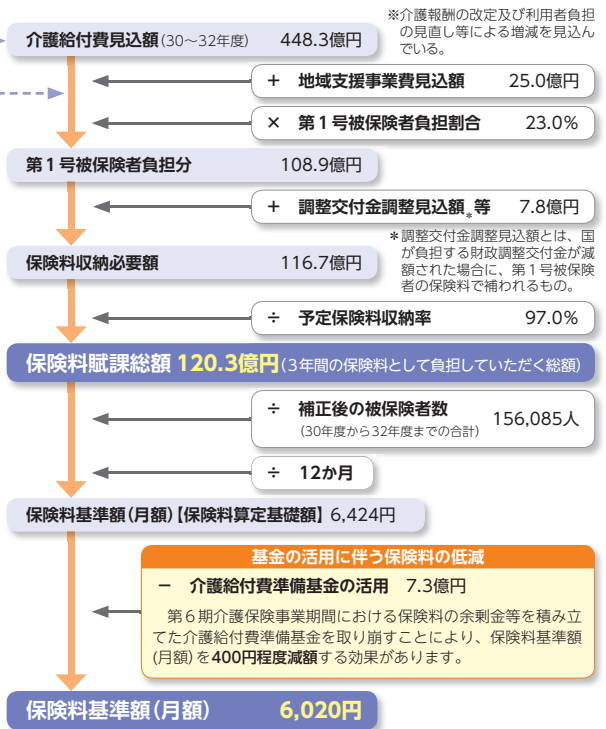 ※介護報酬の改定及び利用者負担
の見直し等による増減を見込ん
でいる。
介護給付費見込額(30～32年度) 448.3億円
＋ 地域支援事業費見込額 25.0億円
× 第1号被保険者負担割合 23.0%
第1号被保険者負担分 108.9億円
＋ 調整交付金調整見込額*等 7.8億円
＊調整交付金調整見込額とは、国
が負担する財政調整交付金が減
額された場合に、第1号被保険
者の保険料で補われるもの。
保険料収納必要額 116.7億円
÷ 予定保険料収納率 97.0%
保険料賦課総額 120.3億円(3年間の保険料として負担していただく総額)
÷ 補正後の被保険者数 156,085人
(30年度から32年度までの合計)
÷ 12か月
保険料基準額(月額)【保険料算定基礎額】 6,424円
基金の活用に伴う保険料の低減
－ 介護給付費準備基金の活用 7.3億円
第6期介護保険事業期間における保険料の余剰金等を積み立
てた介護給付費準備基金を取り崩すことにより、保険料基準額
(月額)を400円程度減額する効果があります。
保険料基準額(月額) 6,020円